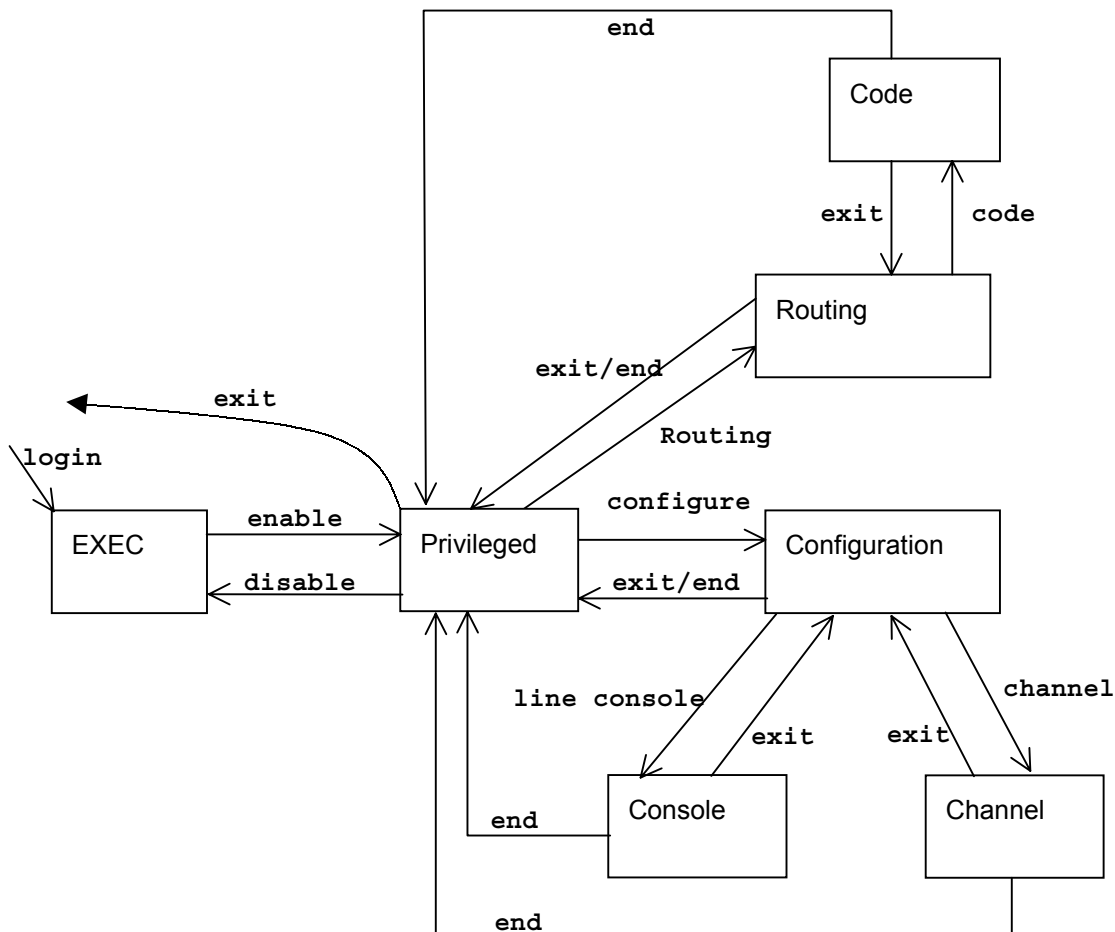 end
Code
exit
code
Routing
exit/end
exit
Routing
login
configure
enable
EXEC
Privileged
Configuration
disable
exit/end
line console
channel
exit
exit
Console
Channel
end
end